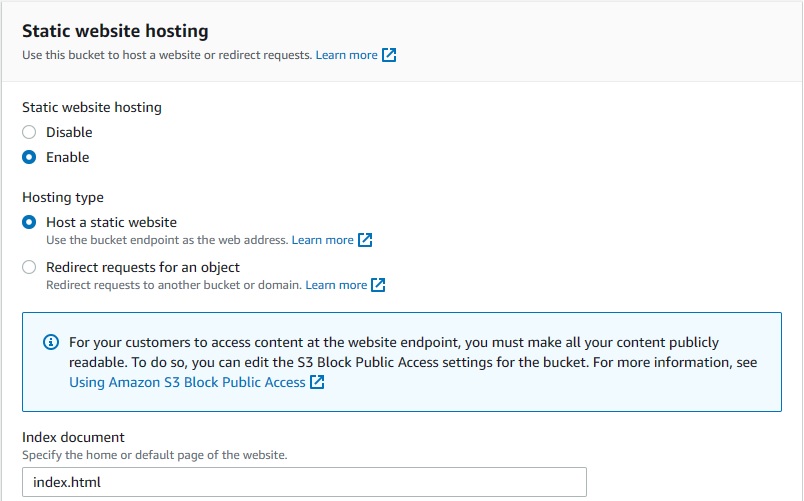 Static website hosting
Use this bucket to host a website or redirect requests. Learn more
Static website hosting
Disable
Enable
Hosting type
Host a static website
Use the bucket endpoint as the web address. Learn more
Redirect requests for an object
Redirect requests to another bucket or domain. Learn more
For your customers to access content at the website endpoint, you must make all your content publicly
readable. To do so, you can edit the S3 Block Public Access settings for the bucket. For more information, see
Using Amazon S3 Block Public Access
Index document
Specify the home or default page of the website.
index.html